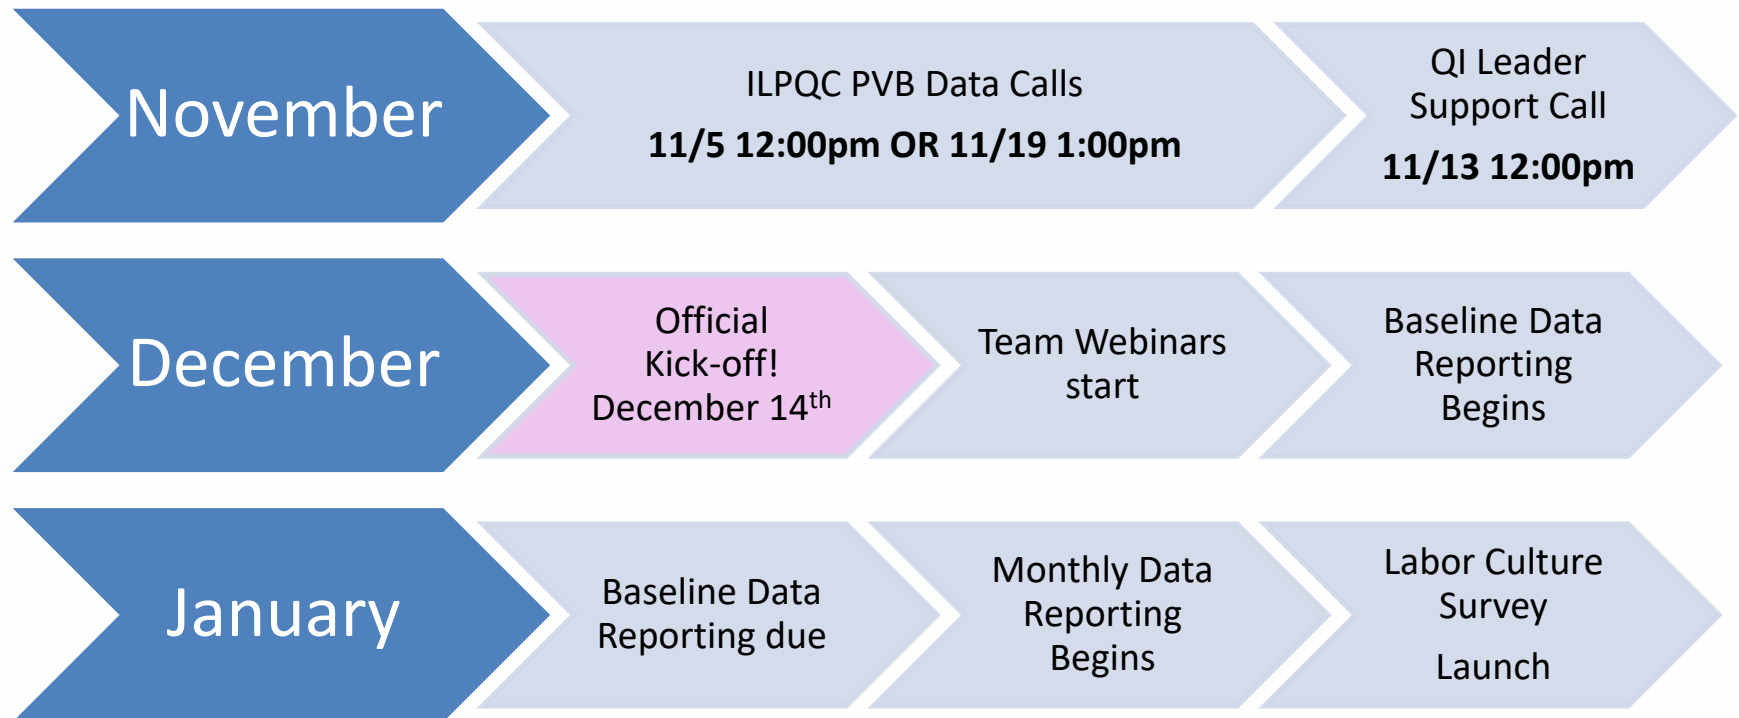 November
ILPQC PVB Data Calls
11/5 12:00pm OR 11/19 1:00pm
QI Leader
Support Call
11/13 12:00pm
December
Official
Kick-off!
December 14th
Team Webinars
start
Baseline Data
Reporting
Begins
January
Baseline Data
Reporting due
Monthly Data
Reporting
Begins
Labor Culture
Survey
Launch